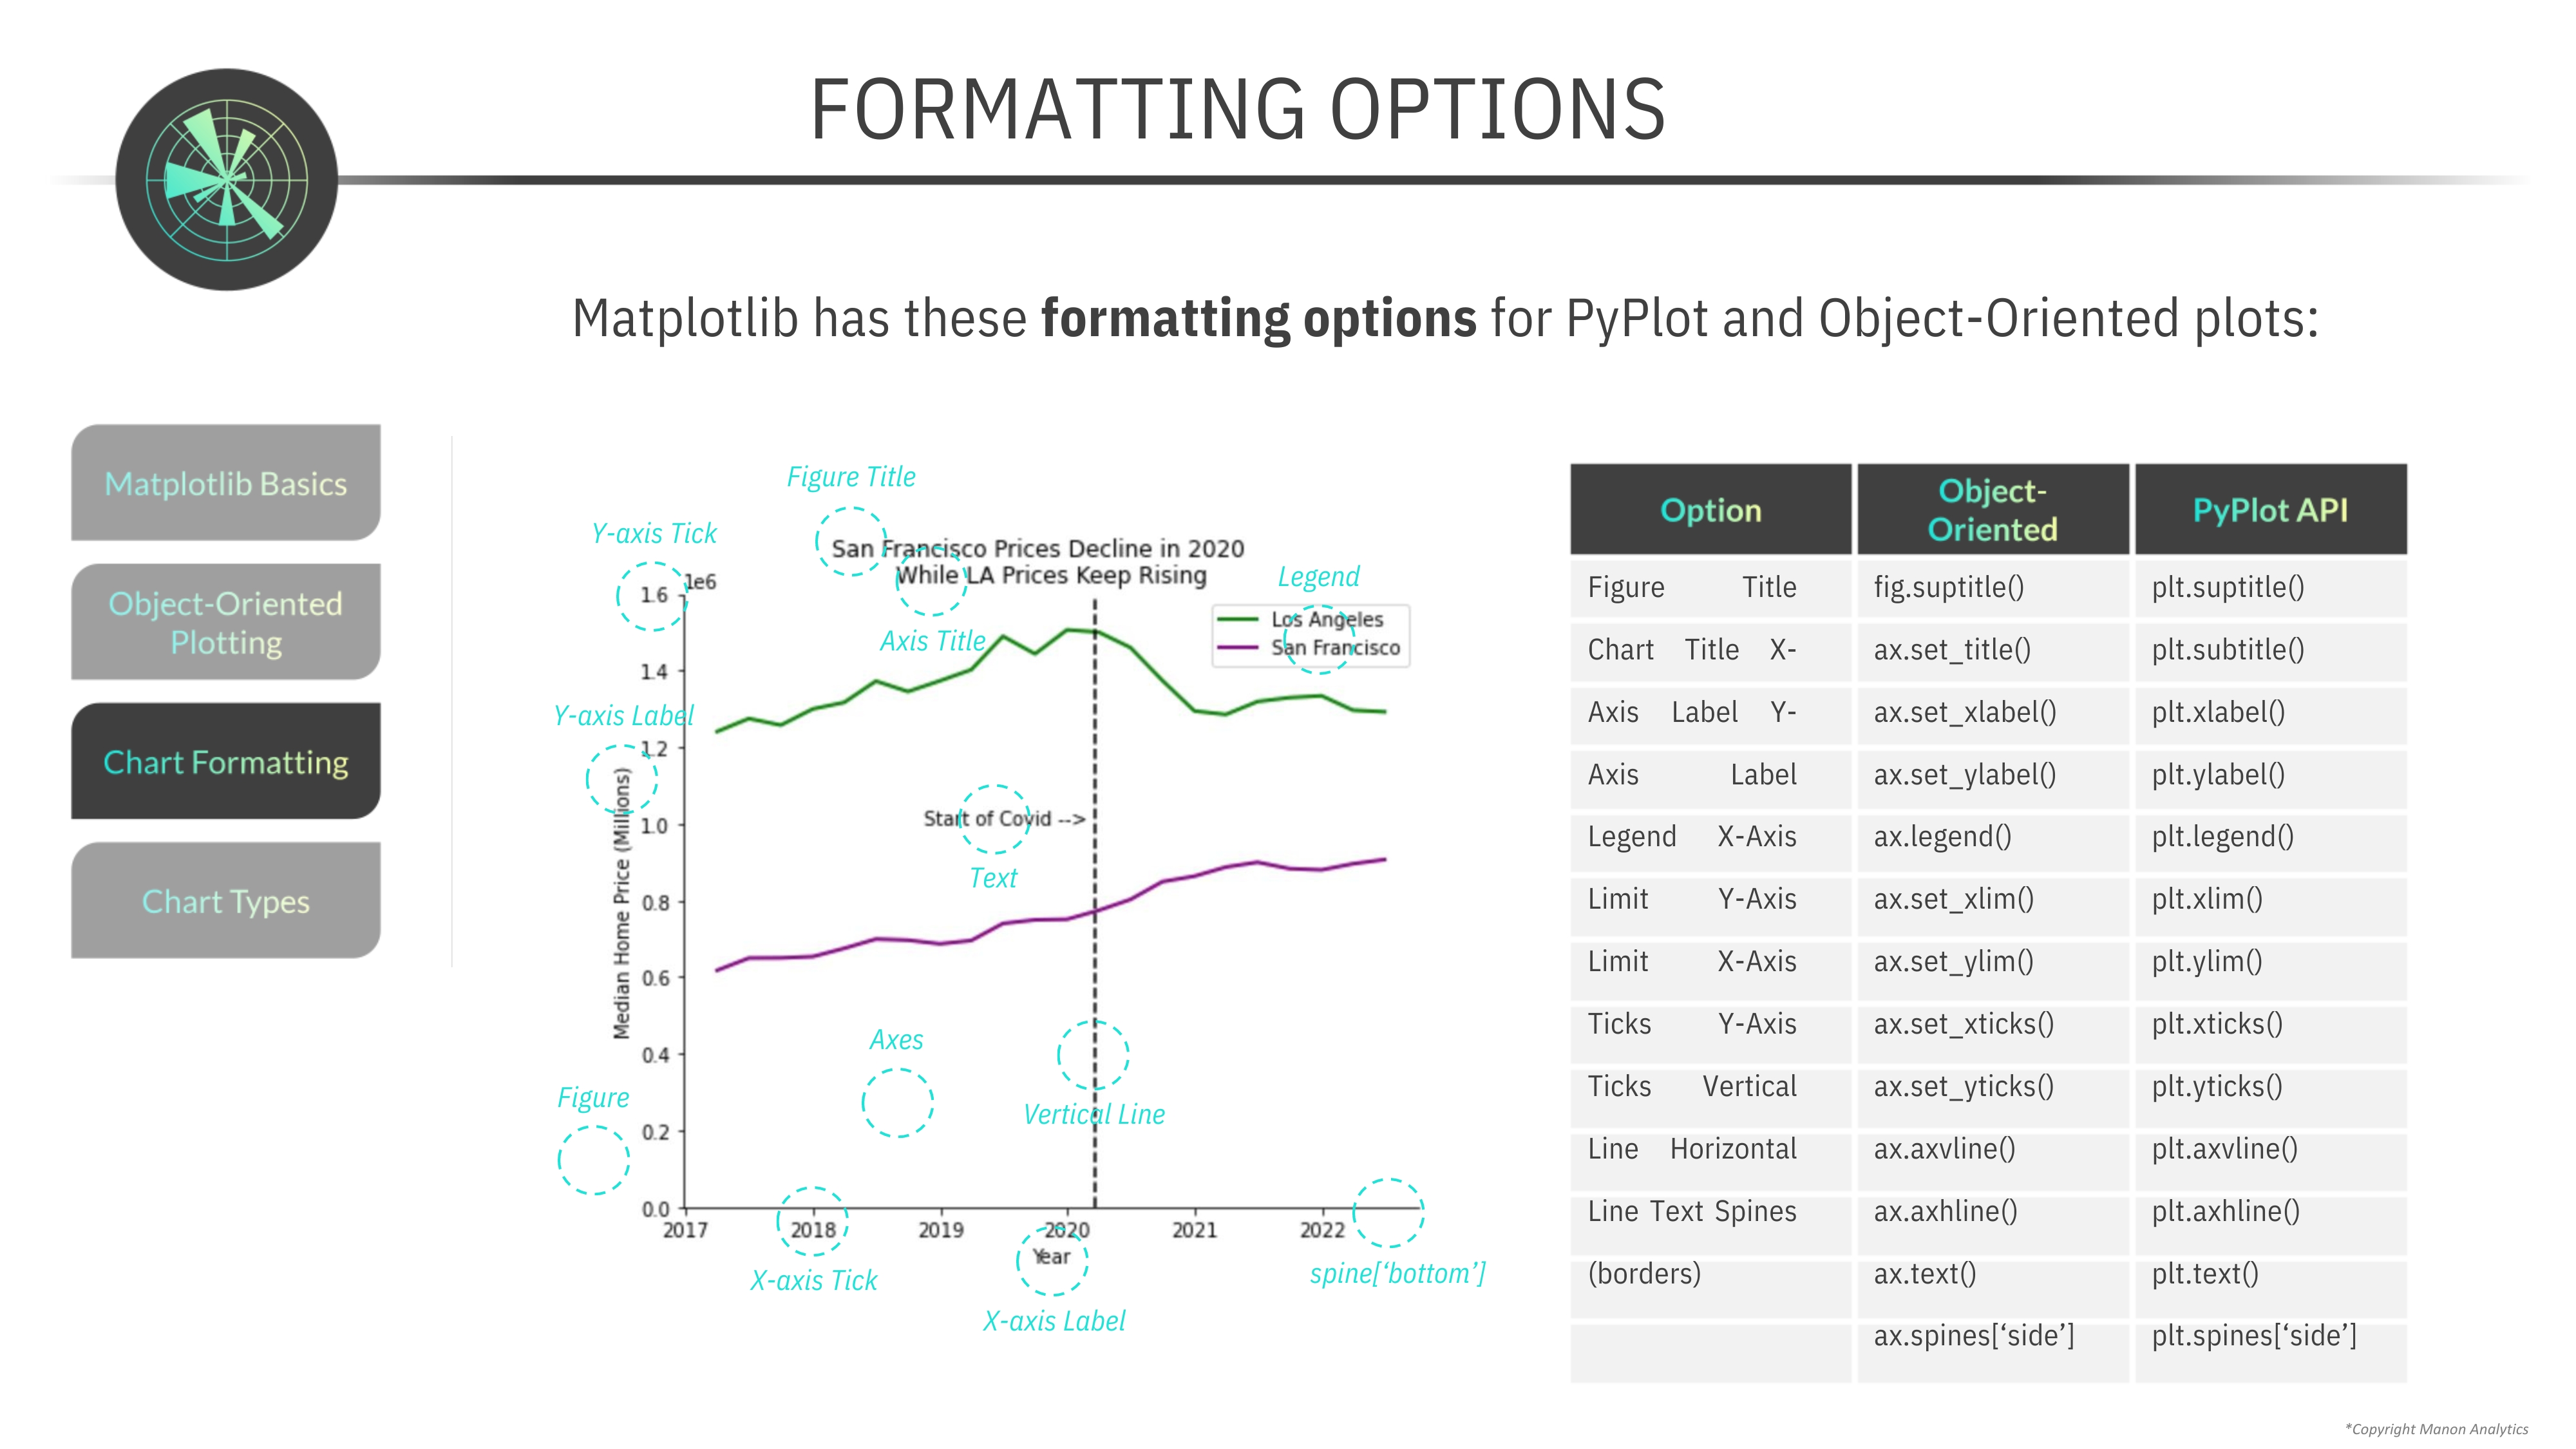 FORMATTING OPTIONS
Matplotlib has these formatting options for PyPlot and Object-Oriented plots:
Matplotlib Basics
Object-Oriented
Plotting
Chart Formatting
Chart Types
Figure Title
Y-axis Tick
San Francisco Prices Decline in 2020
While LA Prices Keep Rising
Legend
1e6
1.6
Los Angeles
San Francisco
Axis Title
1.4
Y-axis Label
1.2
Start of Covid -->
1.0
Text
Median Home Price (Millions)
0.8
0.6
Axes
0.4
Figure
Vertical Line
0.2
0.0
2017 2018 2019 2020 2021 2022
Year
X-axis Tick
spine[‘bottom’]
X-axis Label
Option Object-Oriented PyPlot API
Figure Title fig.suptitle() plt.suptitle()
Chart Title X- ax.set_title() plt.subtitle()
Axis Label Y- ax.set_xlabel() plt.xlabel()
Axis Label ax.set_ylabel() plt.ylabel()
Legend X-Axis ax.legend() plt.legend()
Limit Y-Axis ax.set_xlim() plt.xlim()
Limit X-Axis ax.set_ylim() plt.ylim()
Ticks Y-Axis ax.set_xticks() plt.xticks()
Ticks Vertical ax.set_yticks() plt.yticks()
Line Horizontal ax.axvline() plt.axvline()
Line Text Spines ax.axhline() plt.axhline()
(borders) ax.text() plt.text()
ax.spines[‘side’] plt.spines[‘side’]
*Copyright Manon Analytics